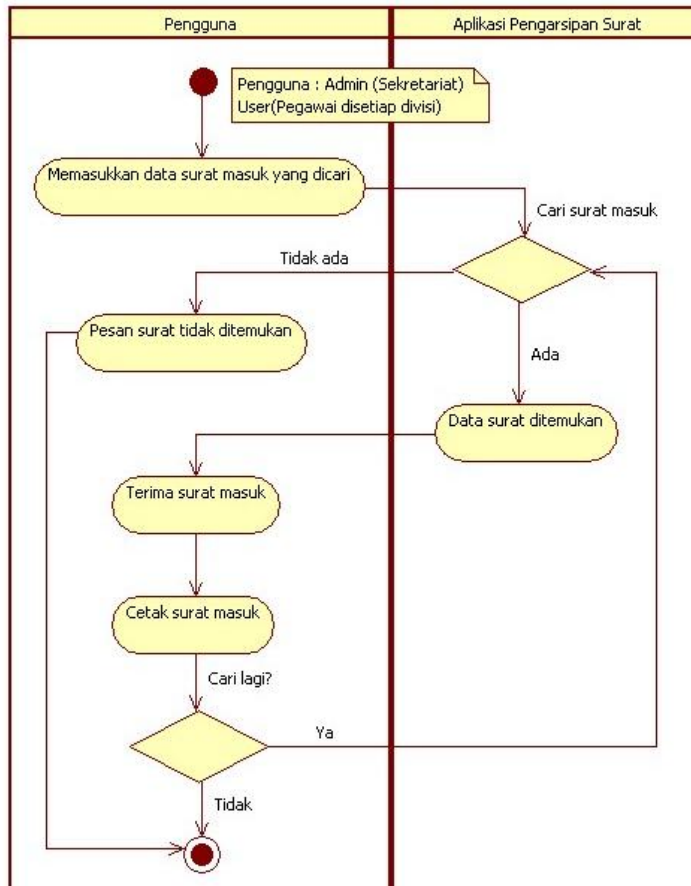 Pengguna
Aplikasi Pengarsipan Surat
Pengguna : Admin (Sekretariat)
User(Pegawai disetiap divisi)
Memasukkan data surat masuk yang dicari
Cari surat masuk
Tidak ada
Pesan surat tidak ditemukan
Ada
Data surat ditemukan
Terima surat masuk
Cetak surat masuk
Cari lagi?
Ya
Tidak